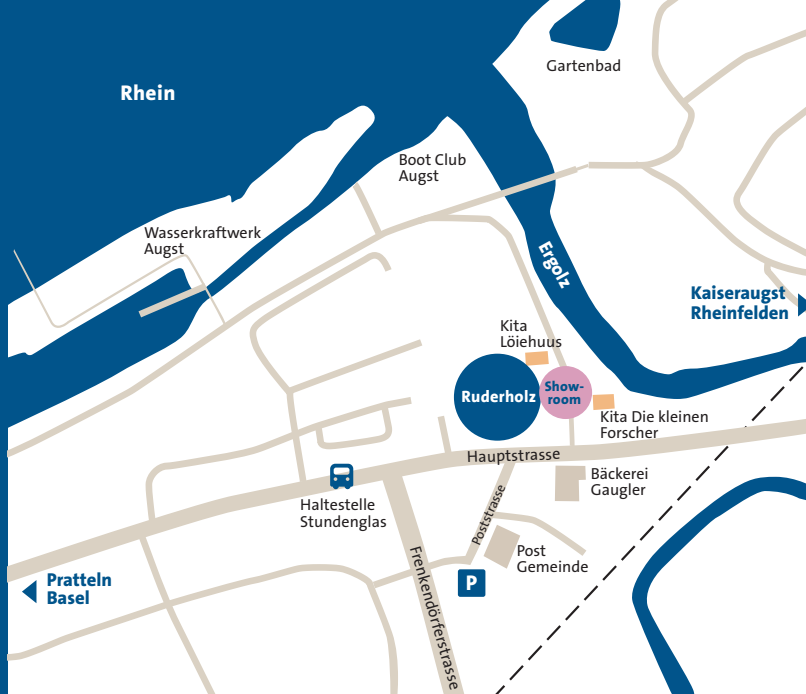 Gartenbad
Rhein
Boot Club
Augst
Wasserkraftwerk
Augst
Ergolz
Kaiseraugst
Rheinfelden
Kita
Löiehuus
Ruderholz
Show-
room
Kita Die kleinen
Forscher
Hauptstrasse
Bäckerei
Gaugler
Haltestelle
Stundenglas
Poststrasse
Post
Gemeinde
Frenkendörferstrasse
P
Pratteln
Basel